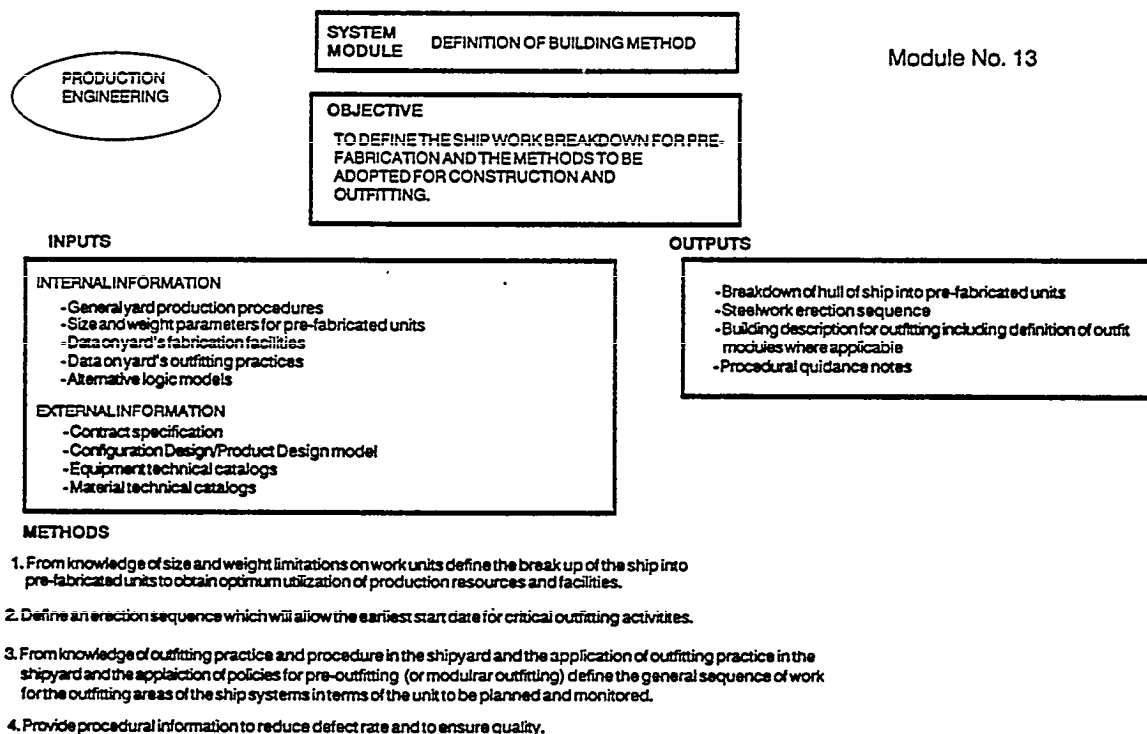 SYSTEM
MODULE DEFINITION OF BUILDING METHOD
Module No. 13
PRODUCTION
ENGINEERING
OBJECTIVE
TO DEFINE THE SHIP WORK BREAKDOWN FOR PRE-
FABRICATION AND THE METHODS TO BE
ADOPTED FOR CONSTRUCTION AND
OUTFITTING.
INPUTS
INTERNAL INFORMATION
-General yard production procedures
-Size and weight parameters for pre-fabricated units
-Data on yard's fabrication facilities
-Data on yard's outfitting practices
-Alternative logic models
EXTERNAL INFORMATION
-Contract specification
-Configuration Design/Product Design model
-Equipment technical catalogs
-Material technical catalogs
OUTPUTS
-Breakdown of hull of ship into pre-fabricated units
-Steelwork erection sequence
-Building description for outfitting including definition of outfit
modules where applicable
-Procedural quidance notes
METHODS
1. From knowledge of size and weight limitations on work units define the break up of the ship into
pre-fabricated units to obtain optimum utilization of production resources and facilities.
2. Define an erection sequence which will allow the earliest start date for critical outfitting activitites.
3. From knowledge of outfitting practice and procedure in the shipyard and the application of outfitting practice in the
shipyard and the applaiction of policies for pre-outfitting (or modulrar outfitting) define the general sequence of work
for the outfitting areas of the ship systems in terms of the unit to be planned and monitored.
4. Provide procedural information to reduce defect rate and to ensure quality.